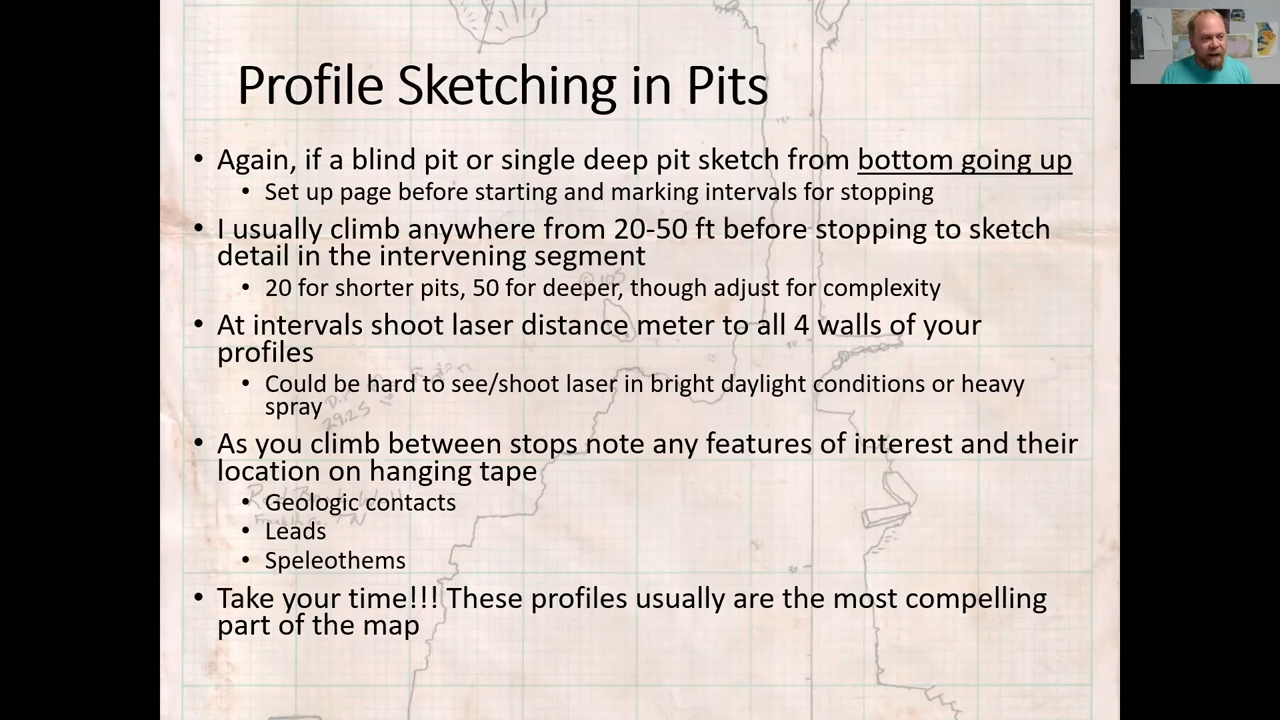 Profile Sketching in Pits
• Again, if a blind pit or single deep pit sketch from bottom going up
• Set up page before starting and marking intervals for stopping
• I usually climb anywhere from 20-50 ft before stopping to sketch
detail in the intervening segment
• 20 for shorter pits, 50 for deeper, though adjust for complexity
• At intervals shoot laser distance meter to all 4 walls of your
profiles
• Could be hard to see/shoot laser in bright daylight conditions or heavy
spray
29.25
• As you climb between stops note any features of interest and their
location on hanging tape
• Geologic contacts
• Leads
• Speleothems
• Take your time!!! These profiles usually are the most compelling
part of the map